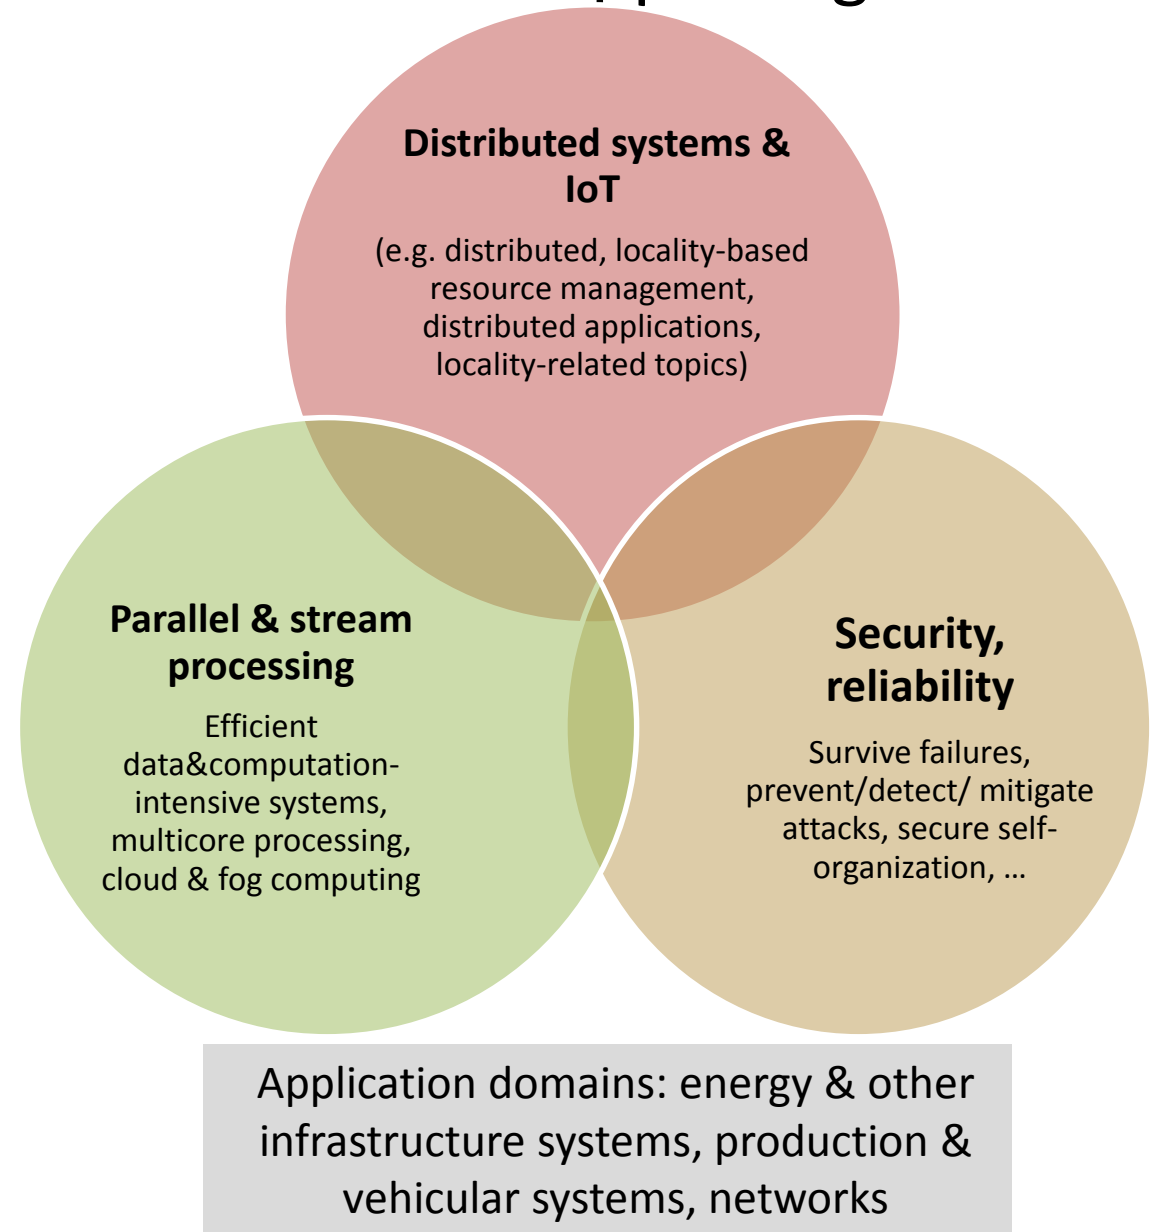 Distributed systems &
IoT
(e.g. distributed, locality-based
resource management,
distributed applications,
locality-related topics)
Parallel & stream
processing
Efficient
data&computation-
intensive systems,
multicore processing,
cloud & fog computing
Security,
reliability
Survive failures,
prevent/detect/ mitigate
attacks, secure self-
organization, ...
Application domains: energy & other
infrastructure systems, production &
vehicular systems, networks